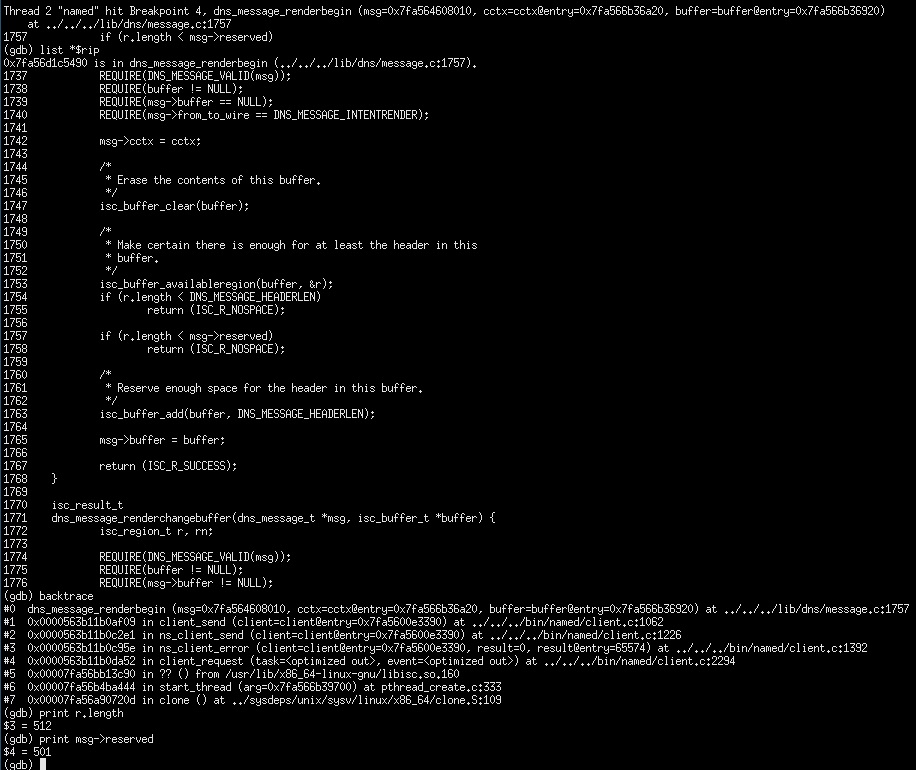 Thread 2 "named" hit Breakpoint 4, dns_message_renderbegin (msg=0x7fa564608010, cctx=cctx@entry=0x7fa566b36a20, buffer=buffer@entry=0x7fa566b36920)
    at ../../../lib/dns/message.c:1757
1757            if (r.length < msg->reserved)
(gdb) list *$rip
0x7fa56d1c5490 is in dns_message_renderbegin (../../../lib/dns/message.c:1757).
1737            REQUIRE(DNS_MESSAGE_VALID(msg));
1738            REQUIRE(buffer != NULL);
1739            REQUIRE(msg->buffer == NULL);
1740            REQUIRE(msg->from_to_wire == DNS_MESSAGE_INTENTRENDER);
1741
1742            msg->cctx = cctx;
1743
1744            /*
1745             * Erase the contents of this buffer.
1746             */
1747            isc_buffer_clear(buffer);
1748
1749            /*
1750             * Make certain there is enough for at least the header in this
1751             * buffer.
1752             */
1753            isc_buffer_availableregion(buffer, &r);
1754            if (r.length < DNS_MESSAGE_HEADERLEN)
1755                    return (ISC_R_NOSPACE);
1756
1757            if (r.length < msg->reserved)
1758                    return (ISC_R_NOSPACE);
1759
1760            /*
1761             * Reserve enough space for the header in this buffer.
1762             */
1763            isc_buffer_add(buffer, DNS_MESSAGE_HEADERLEN);
1764
1765            msg->buffer = buffer;
1766
1767            return (ISC_R_SUCCESS);
1768    }
1769
1770    isc_result_t
1771    dns_message_renderchangebuffer(dns_message_t *msg, isc_buffer_t *buffer) {
1772            isc_region_t r, rn;
1773
1774            REQUIRE(DNS_MESSAGE_VALID(msg));
1775            REQUIRE(buffer != NULL);
1776            REQUIRE(msg->buffer != NULL);
(gdb) backtrace
#0  dns_message_renderbegin (msg=0x7fa564608010, cctx=cctx@entry=0x7fa566b36a20, buffer=buffer@entry=0x7fa566b36920) at ../../../lib/dns/message.c:1757
#1  0x0000563b11b0af09 in client_send (client=client@entry=0x7fa5600e3390) at ../../../bin/named/client.c:1062
#2  0x0000563b11b0c2e1 in ns_client_send (client=client@entry=0x7fa5600e3390) at ../../../bin/named/client.c:1226
#3  0x0000563b11b0c95e in ns_client_error (client=client@entry=0x7fa5600e3390, result=0, result@entry=65574) at ../../../bin/named/client.c:1392
#4  0x0000563b11b0da52 in client_request (task=<optimized out>, event=<optimized out>) at ../../../bin/named/client.c:2294
#5  0x00007fa56bb13c90 in ?? () from /usr/lib/x86_64-linux-gnu/libisc.so.160
#6  0x00007fa56b4ba444 in start_thread (arg=0x7fa566b39700) at pthread_create.c:333
#7  0x00007fa56a90720d in clone () at ../sysdeps/unix/sysv/linux/x86_64/clone.S:109
(gdb) print r.length
$3 = 512
(gdb) print msg->reserved
$4 = 501
(gdb)